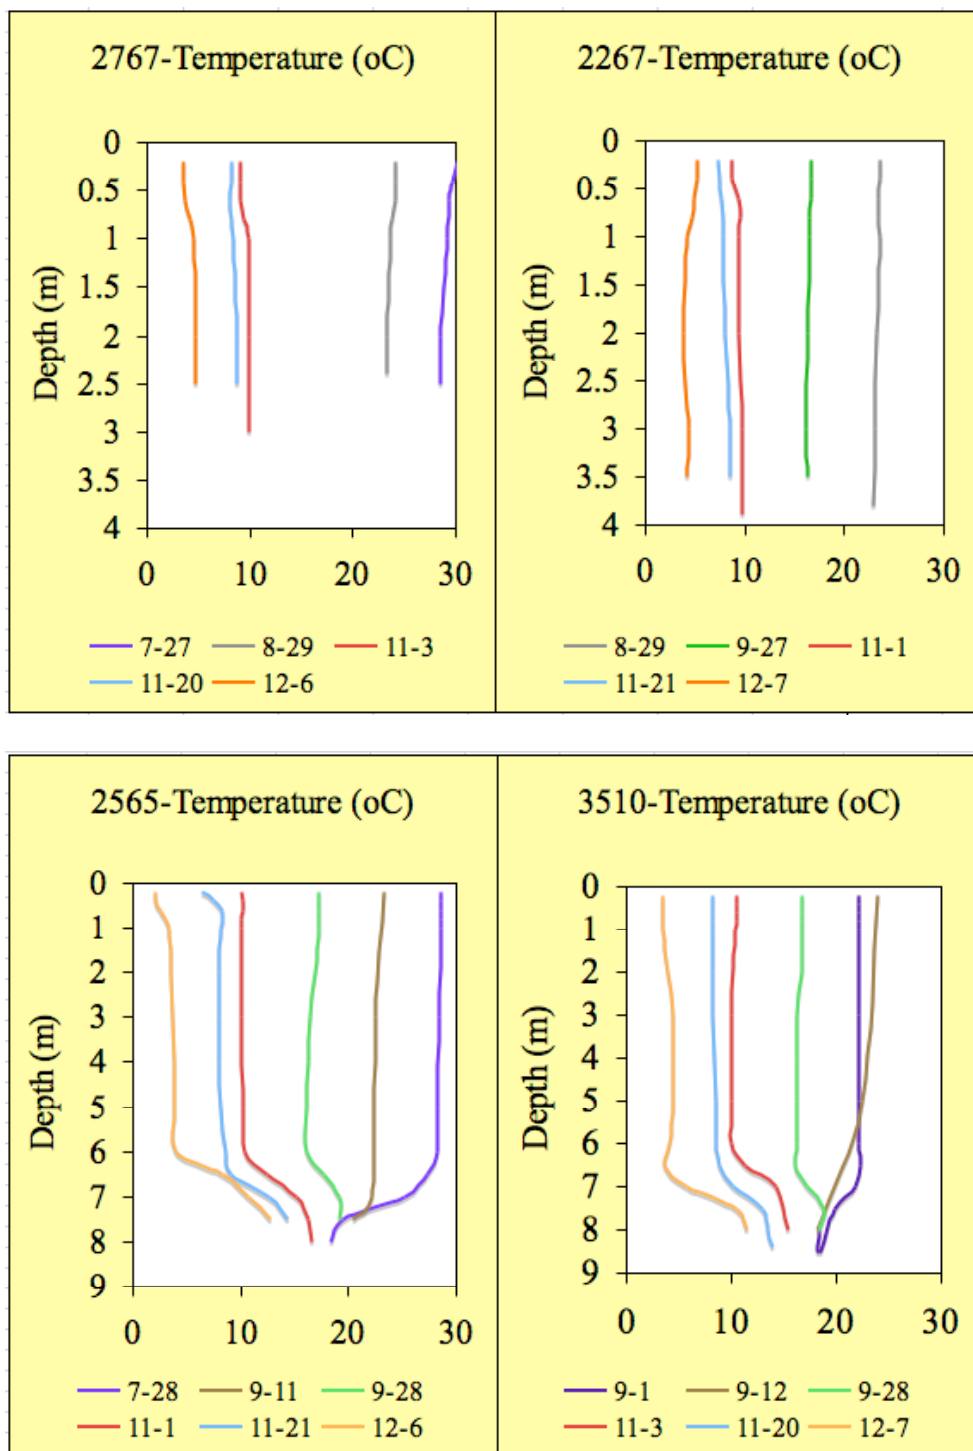 2767-Temperature (oC)
0
0.5
1
1.5
2
2.5
3
3.5
4
Depth (m)
0 10 20 30
7-27 8-29 11-3
11-20 12-6
2267-Temperature (oC)
0
0.5
1
1.5
2
2.5
3
3.5
4
Depth (m)
0 10 20 30
8-29 9-27 11-1
11-21 12-7
2565-Temperature (oC)
0
1
2
3
4
5
6
7
8
9
Depth (m)
0 10 20 30
7-28 9-11 9-28
11-1 11-21 12-6
3510-Temperature (oC)
0
1
2
3
4
5
6
7
8
9
Depth (m)
0 10 20 30
9-1 9-12 9-28
11-3 11-20 12-7